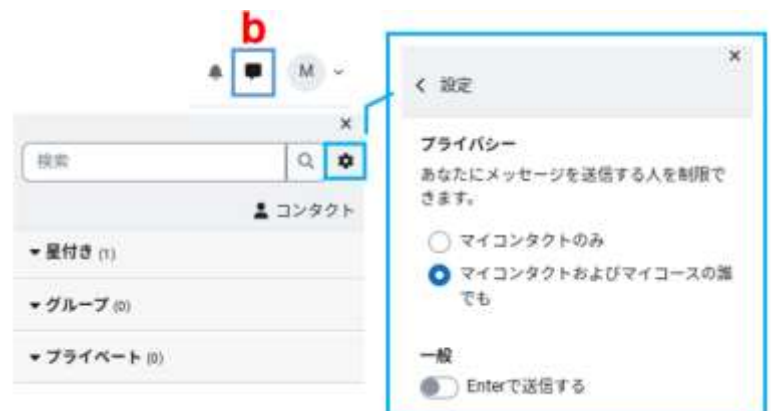 b
M
検索
コンタクト
星付き (1)
グループ (0)
プライベート (0)
設定
プライバシー
あなたにメッセージを送信する人を制限で
きます。
マイコンタクトのみ
マイコンタクトおよびマイコースの誰
でも
一般
Enterで送信する